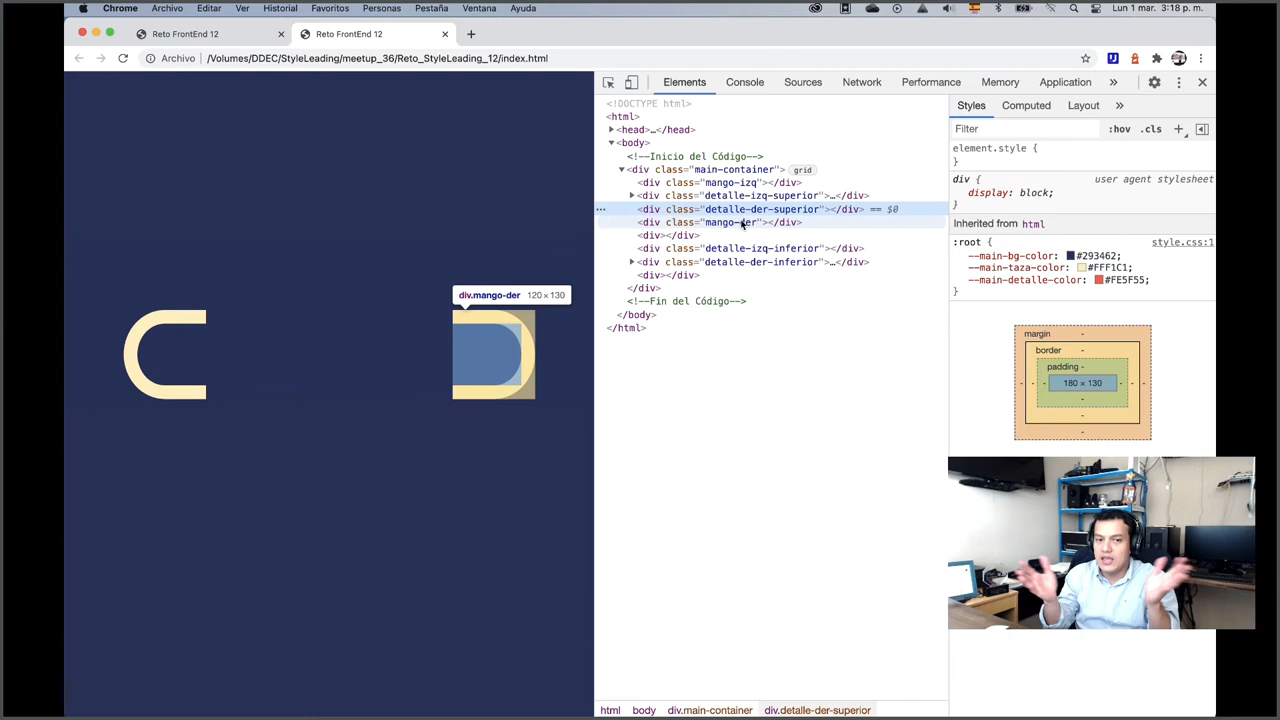 Chrome Archivo Editar Ver Historial Favoritos Personas Pestaña Ventana Ayuda Lun 1 mar. 3:18 p. m.
Reto FrontEnd 12 × Reto FrontEnd 12 × +
Archivo /Volumes/DDEC/StyleLeading/meetup_36/Reto_StyleLeading_12/index.html
Elements Console Sources Network Performance Memory Application »
<!DOCTYPE html>
<html>
<head>…</head>
<body>
<!--Inicio del Código-->
<div class="main-container"> grid
<div class="mango-izq"></div>
<div class="detalle-izq-superior">…</div>
<div class="detalle-der-superior"></div> == $0
<div class="mango-der"></div>
<div></div>
<div class="detalle-izq-inferior"></div>
<div class="detalle-der-inferior">…</div>
<div></div>
</div>
<!--Fin del Código-->
</body>
</html>
div.mango-der 120 × 130
Styles Computed Layout »
Filter :hov .cls +
element.style {
}
div { user agent stylesheet
display: block;
}
Inherited from html
:root { style.css:1
--main-bg-color: #293462;
--main-taza-color: #FFF1C1;
--main-detalle-color: #FE5F55;
}
margin -
border -
padding -
- - - 180 × 130 - - -
-
-
-
html body div.main-container div.detalle-der-superior